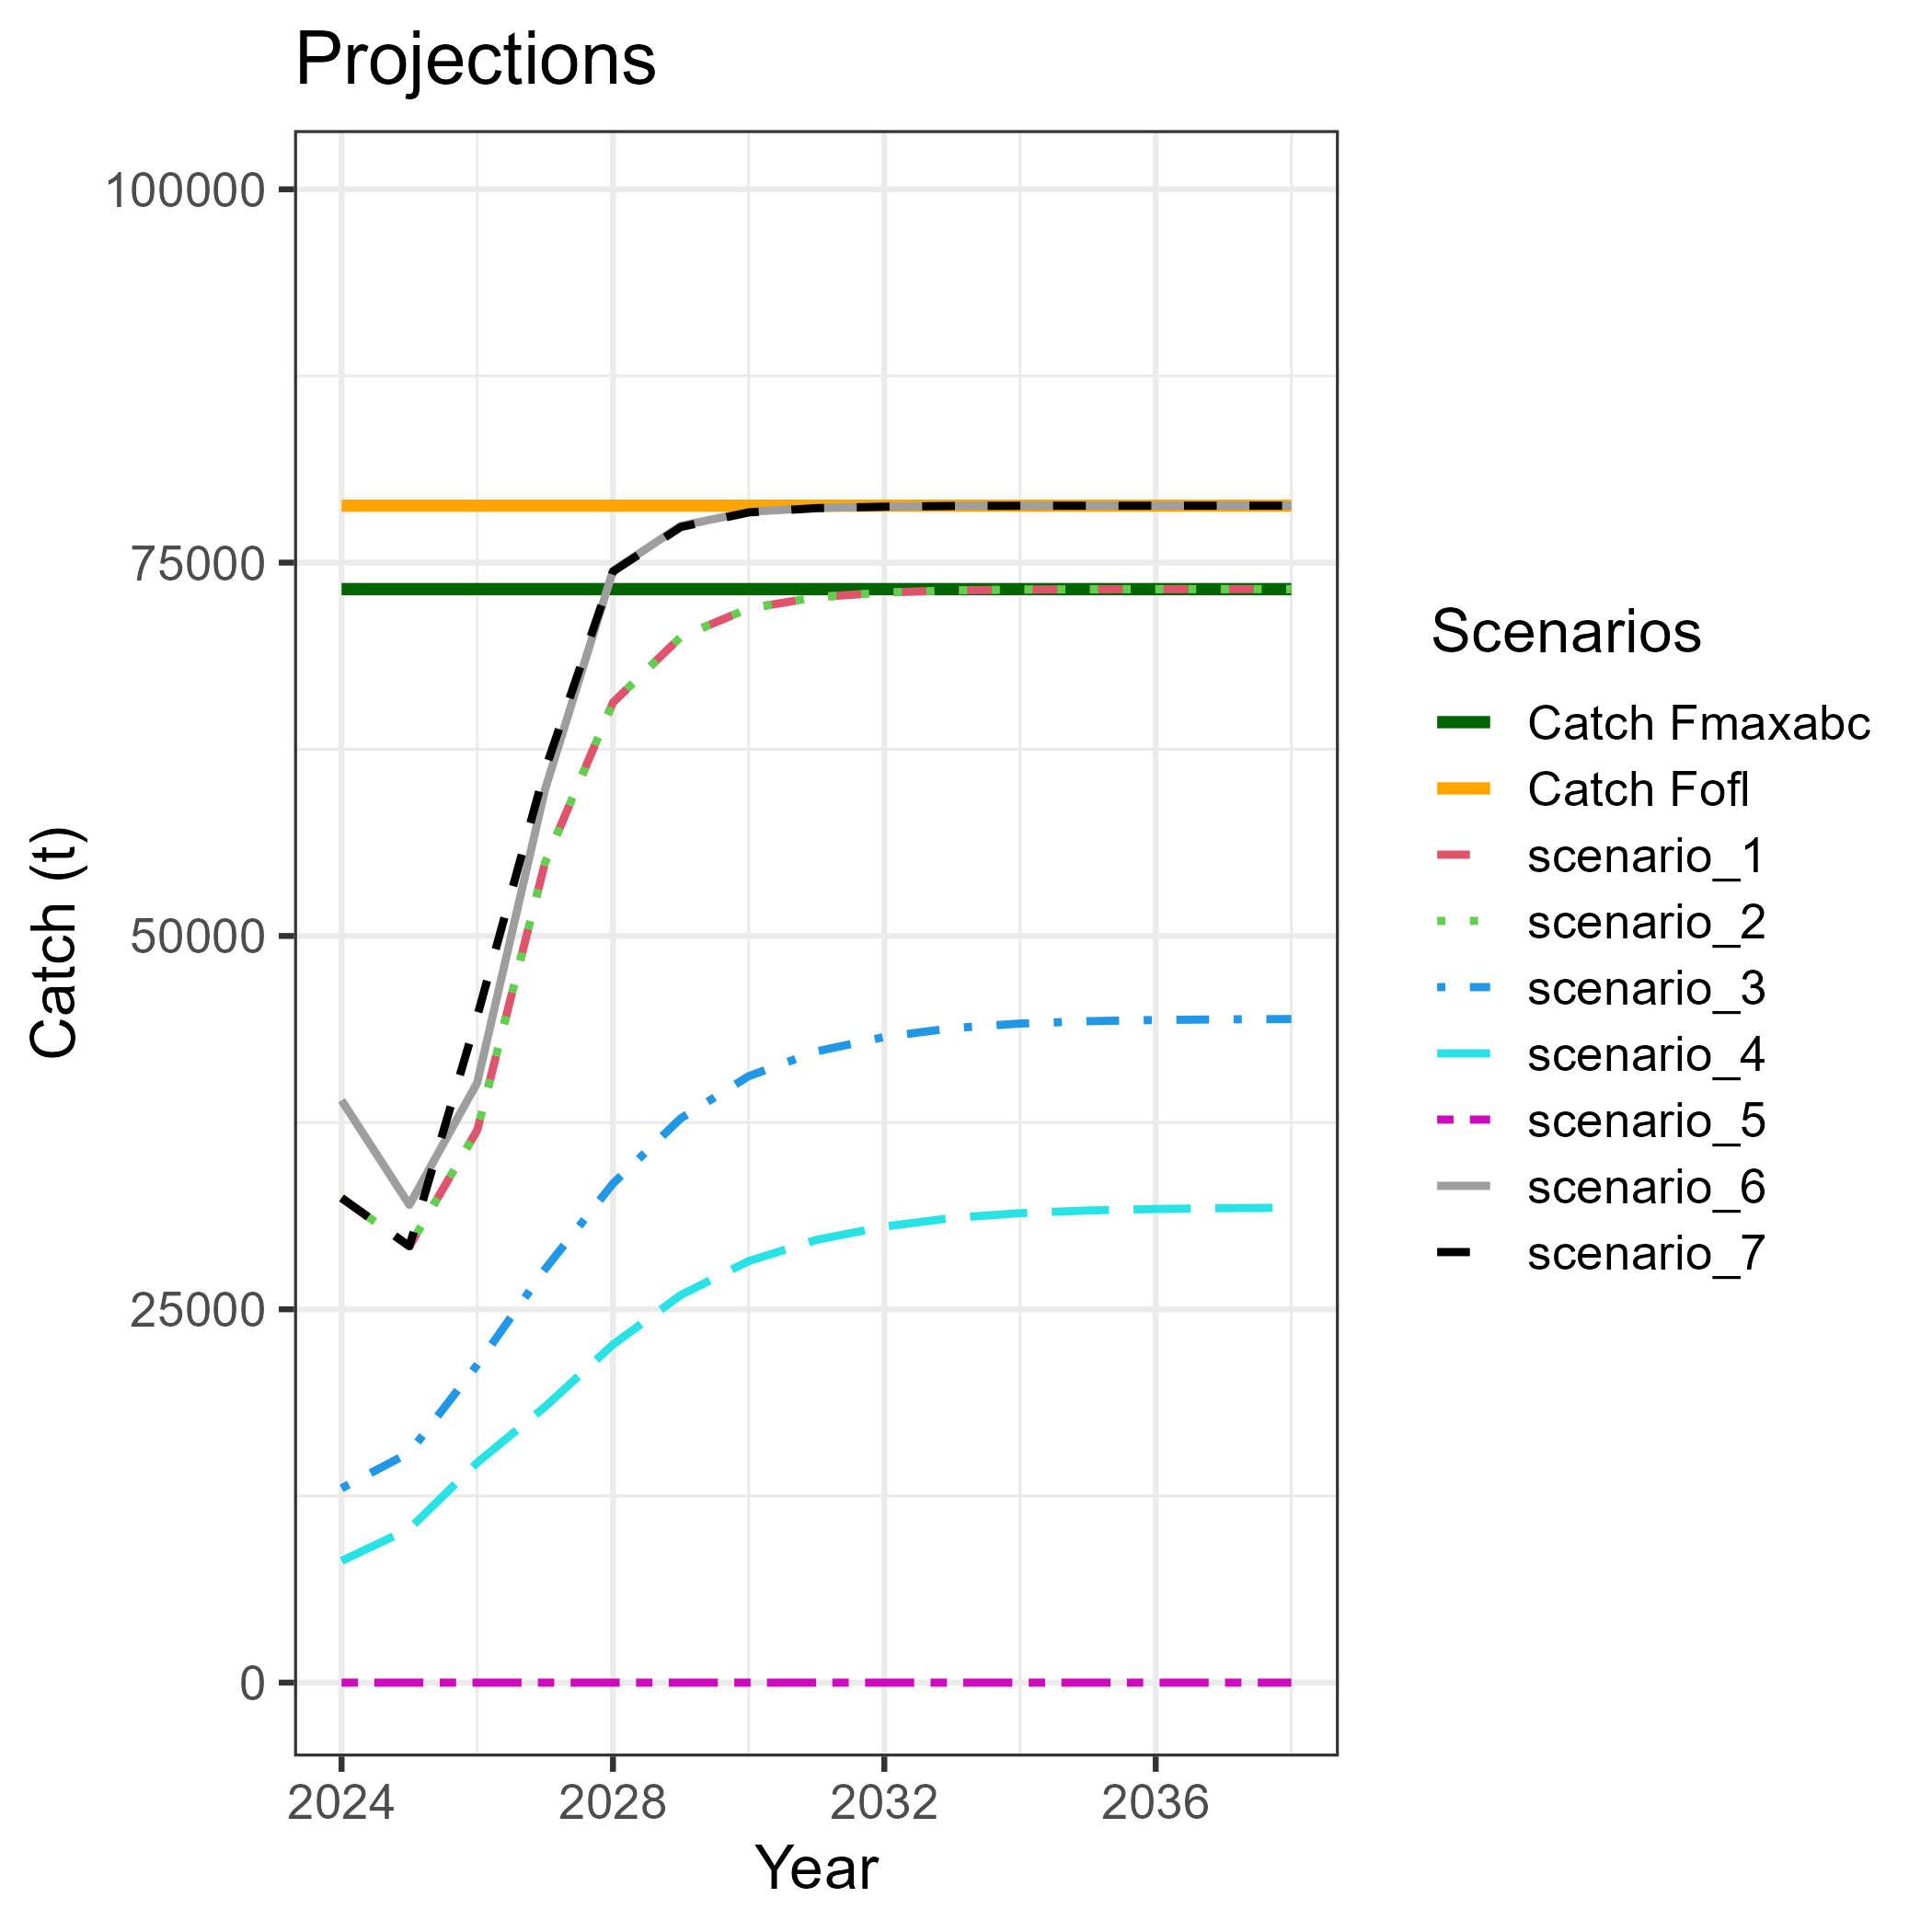 Projections
100000
75000
50000
25000
0
Catch (t)
2024
2028
2032
2036
Year
Scenarios
Catch Fmaxabc
Catch Fofl
scenario_1
scenario_2
scenario_3
scenario_4
scenario_5
scenario_6
scenario_7